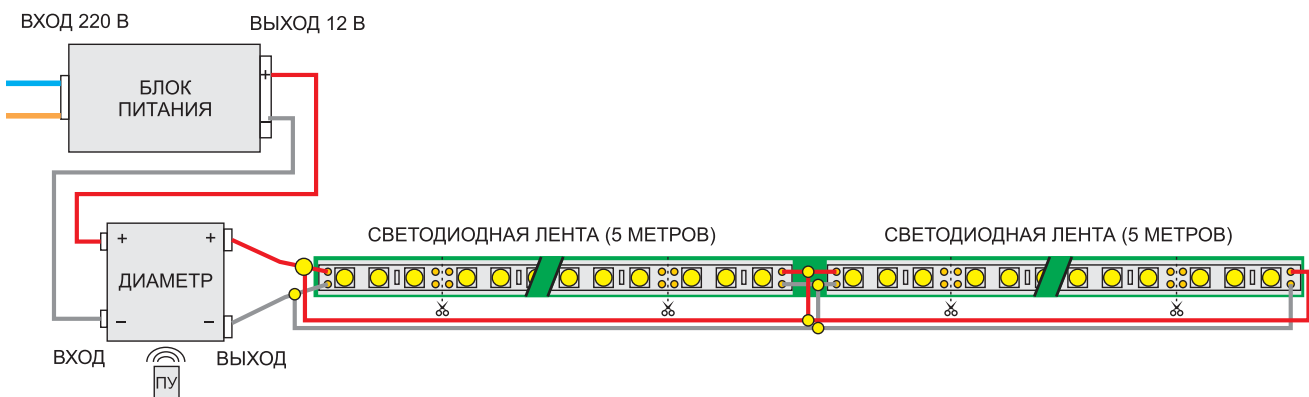 ВХОД 220 В
ВЫХОД 12 В
БЛОК
ПИТАНИЯ
+
−
СВЕТОДИОДНАЯ ЛЕНТА (5 МЕТРОВ)
СВЕТОДИОДНАЯ ЛЕНТА (5 МЕТРОВ)
+ +
ДИАМЕТР
− −
ВХОД
ВЫХОД
ПУ